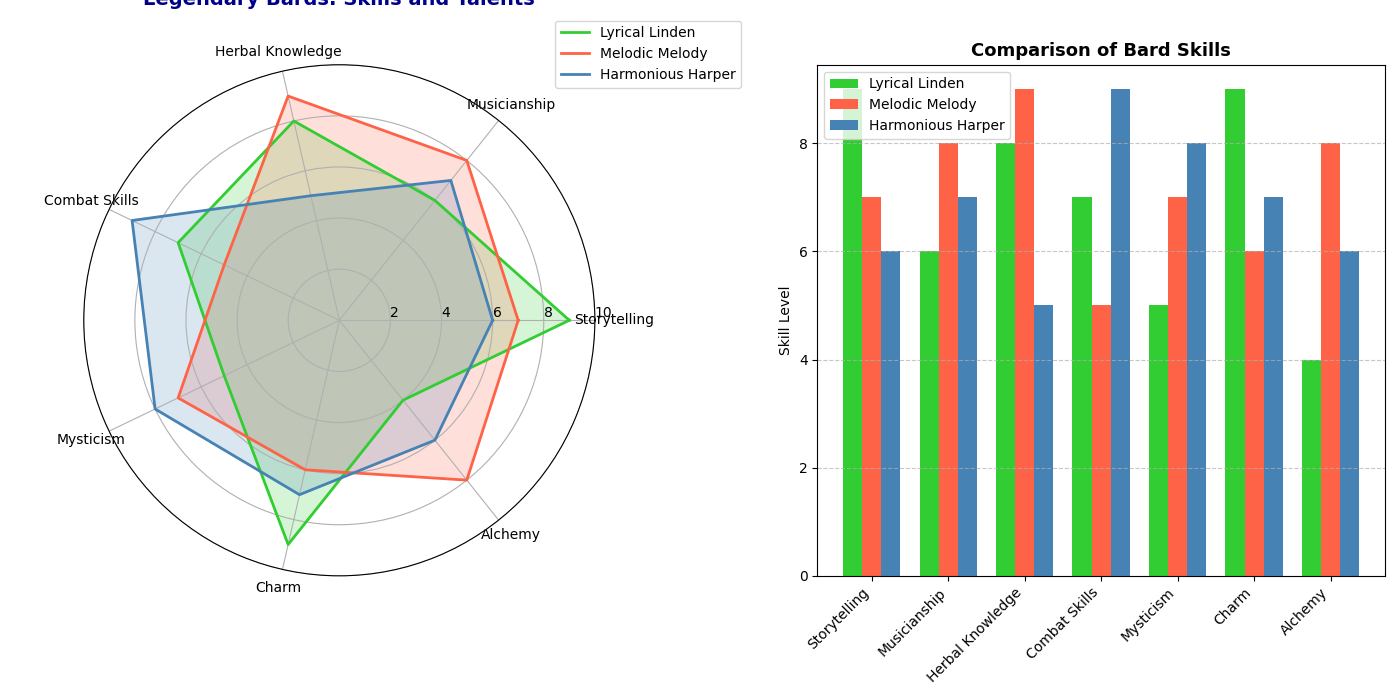 Legendary Bards: Skills and Talents
Lyrical Linden
Melodic Melody
Harmonious Harper
Herbal Knowledge
Musicianship
Combat Skills
2
4
6
8
10
Storytelling
Mysticism
Alchemy
Charm
Comparison of Bard Skills
Lyrical Linden
Melodic Melody
Harmonious Harper
Skill Level
8
6
4
2
0
Storytelling
Musicianship
Herbal Knowledge
Combat Skills
Mysticism
Charm
Alchemy